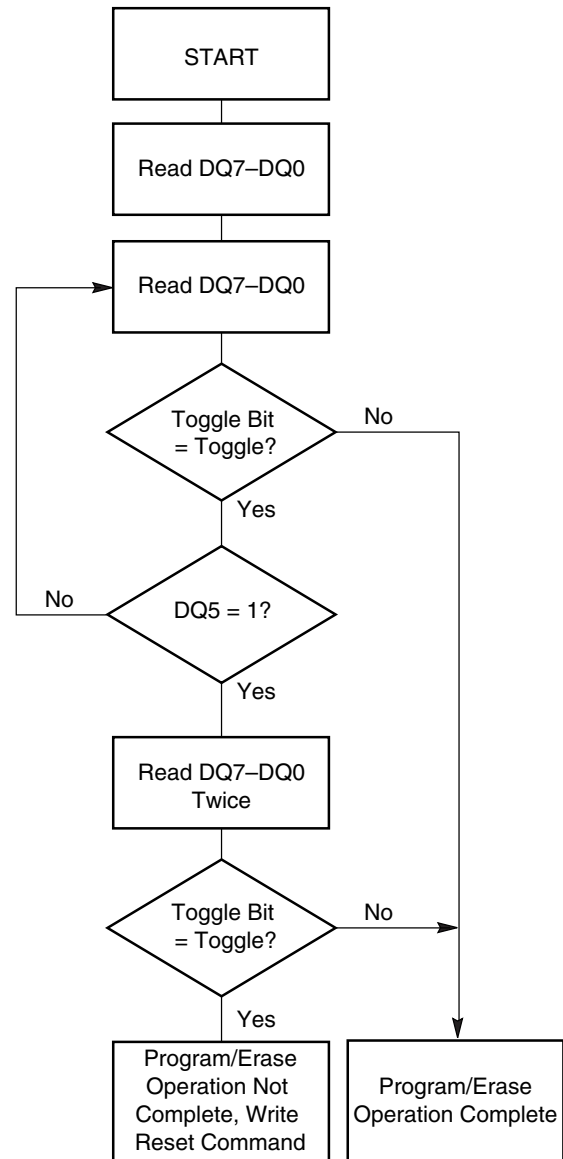 START
Read DQ7–DQ0
Read DQ7–DQ0
Toggle Bit
= Toggle?
No
Yes
DQ5 = 1?
No
Yes
Read DQ7–DQ0
Twice
Toggle Bit
= Toggle?
No
Yes
Program/Erase
Operation Not
Complete, Write
Reset Command
Program/Erase
Operation Complete